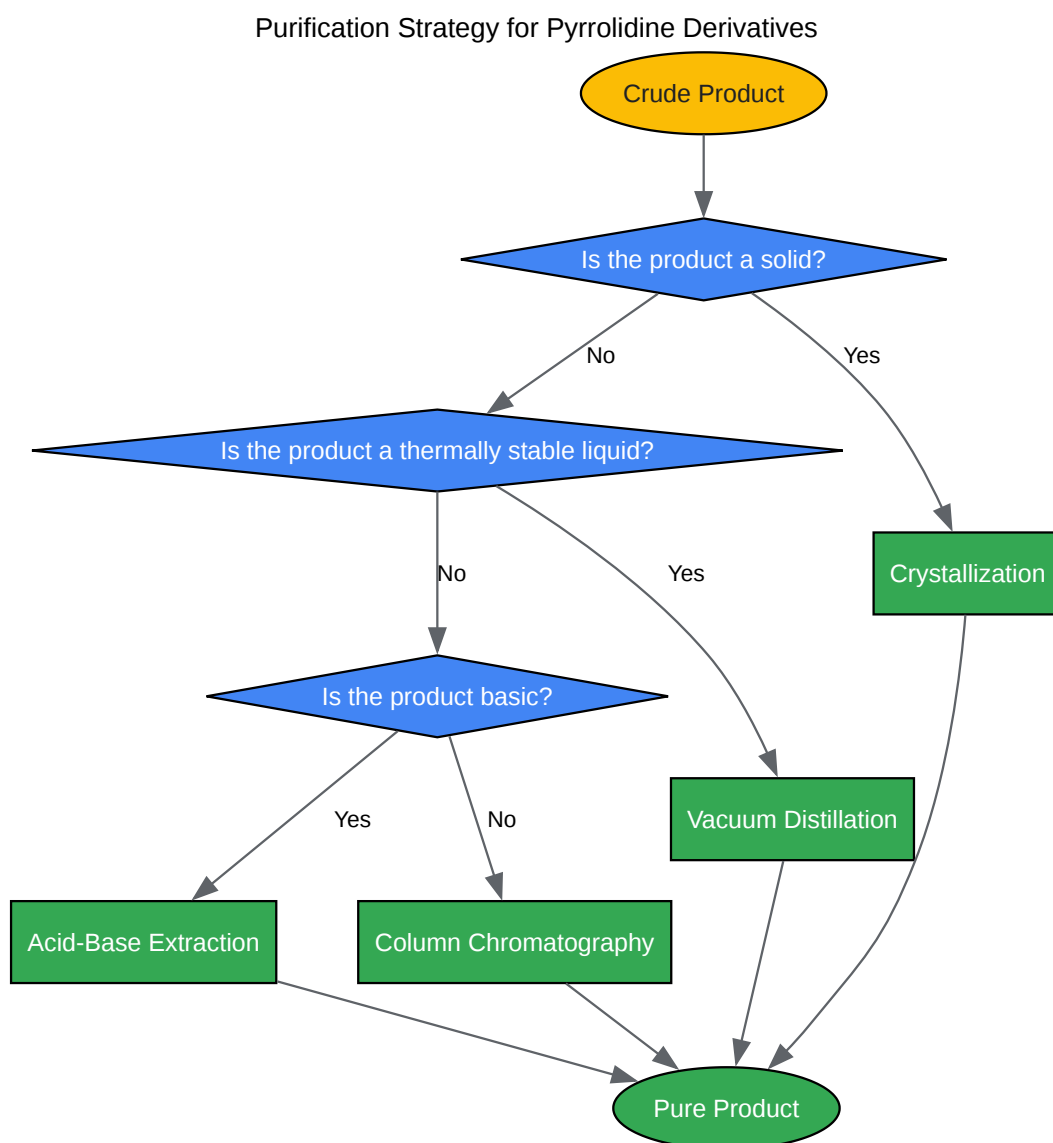 Purification Strategy for Pyrrolidine Derivatives
Crude Product
Is the product a solid?
No
Yes
Is the product a thermally stable liquid?
No
Yes
Crystallization
Is the product basic?
Yes
No
Vacuum Distillation
Acid-Base Extraction
Column Chromatography
Pure Product